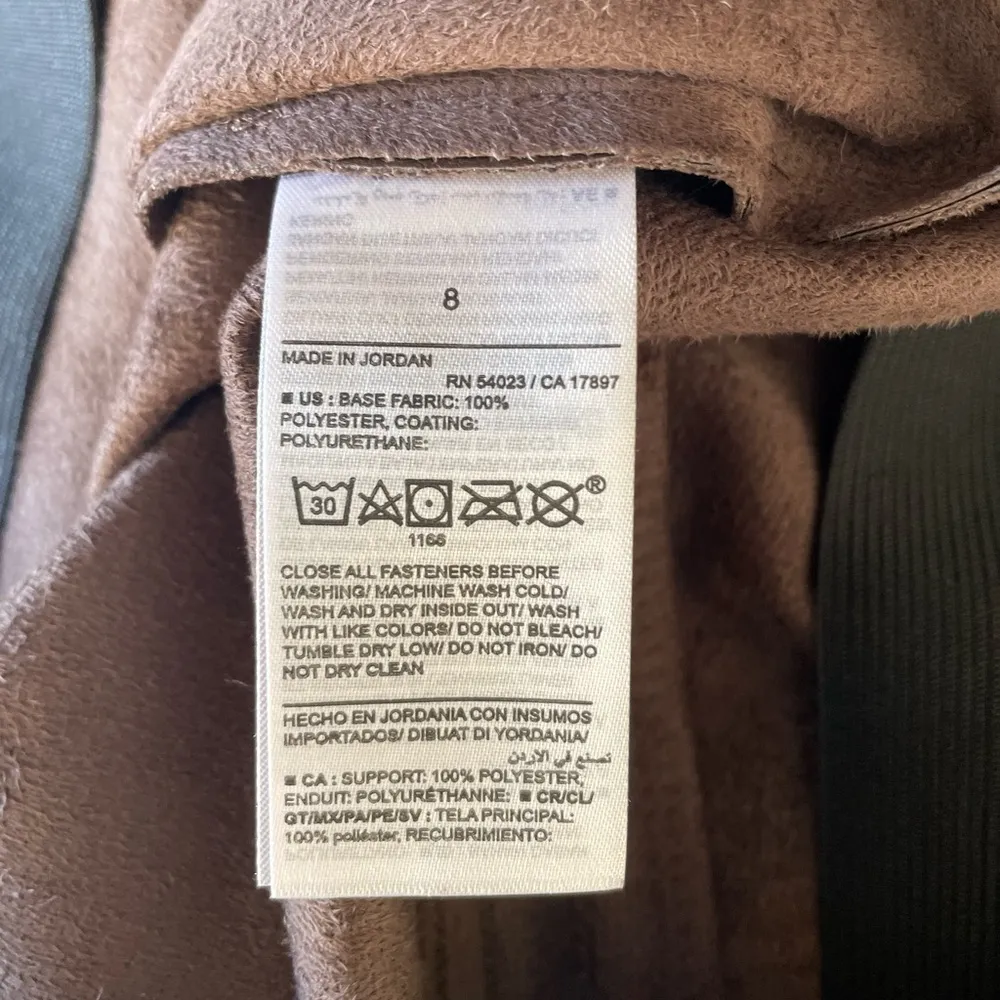 8
MADE IN JORDAN
RN 54023 / CA 17897
■ US : BASE FABRIC: 100%
POLYESTER, COATING:
POLYURETHANE:
30
®
1166
CLOSE ALL FASTENERS BEFORE
WASHING/ MACHINE WASH COLD/
WASH AND DRY INSIDE OUT/ WASH
WITH LIKE COLORS/ DO NOT BLEACH/
TUMBLE DRY LOW/ DO NOT IRON/ DO
NOT DRY CLEAN
HECHO EN JORDANIA CON INSUMOS
IMPORTADOS/ DIBUAT DI YORDANIA/
تصنع في الاردن
■ CA : SUPPORT: 100% POLYESTER,
ENDUIT: POLYURÉTHANNE: ■ CR/CL/
GT/MX/PA/PE/SV : TELA PRINCIPAL:
100% poliéster, RECUBRIMIENTO: